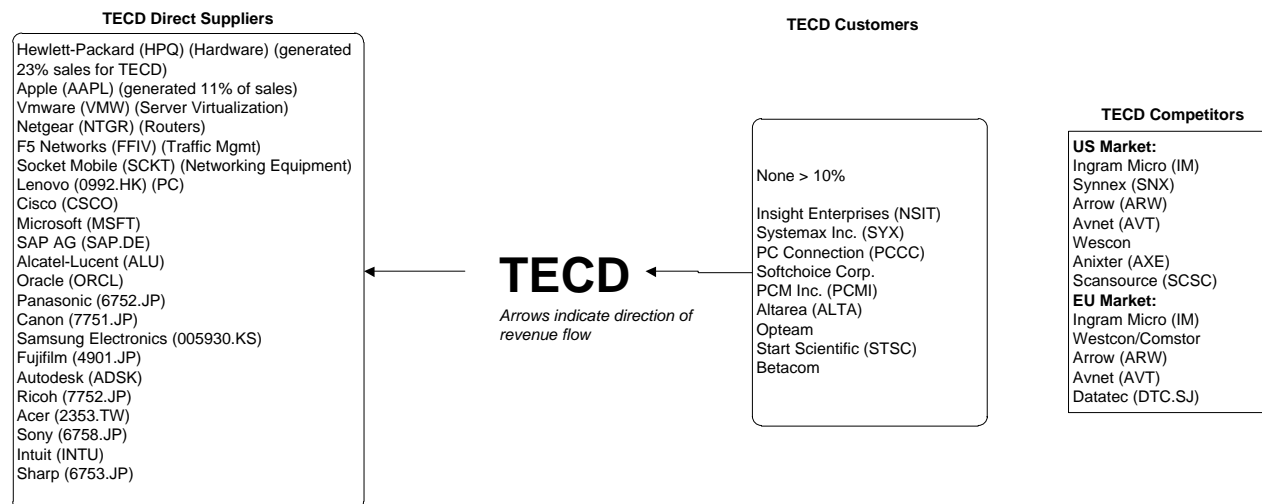 TECD Direct Suppliers
Hewlett-Packard (HPQ) (Hardware) (generated
23% sales for TECD)
Apple (AAPL) (generated 11% of sales)
Vmware (VMW) (Server Virtualization)
Netgear (NTGR) (Routers)
F5 Networks (FFIV) (Traffic Mgmt)
Socket Mobile (SCKT) (Networking Equipment)
Lenovo (0992.HK) (PC)
Cisco (CSCO)
Microsoft (MSFT)
SAP AG (SAP.DE)
Alcatel-Lucent (ALU)
Oracle (ORCL)
Panasonic (6752.JP)
Canon (7751.JP)
Samsung Electronics (005930.KS)
Fujifilm (4901.JP)
Autodesk (ADSK)
Ricoh (7752.JP)
Acer (2353.TW)
Sony (6758.JP)
Intuit (INTU)
Sharp (6753.JP)
TECD
Arrows indicate direction of
revenue flow
TECD Customers
None > 10%
Insight Enterprises (NSIT)
Systemax Inc. (SYX)
PC Connection (PCCC)
Softchoice Corp.
PCM Inc. (PCMI)
Altarea (ALTA)
Opteam
Start Scientific (STSC)
Betacom
TECD Competitors
US Market:
Ingram Micro (IM)
Synnex (SNX)
Arrow (ARW)
Avnet (AVT)
Wescon
Anixter (AXE)
Scansource (SCSC)
EU Market:
Ingram Micro (IM)
Westcon/Comstor
Arrow (ARW)
Avnet (AVT)
Datatec (DTC.SJ)